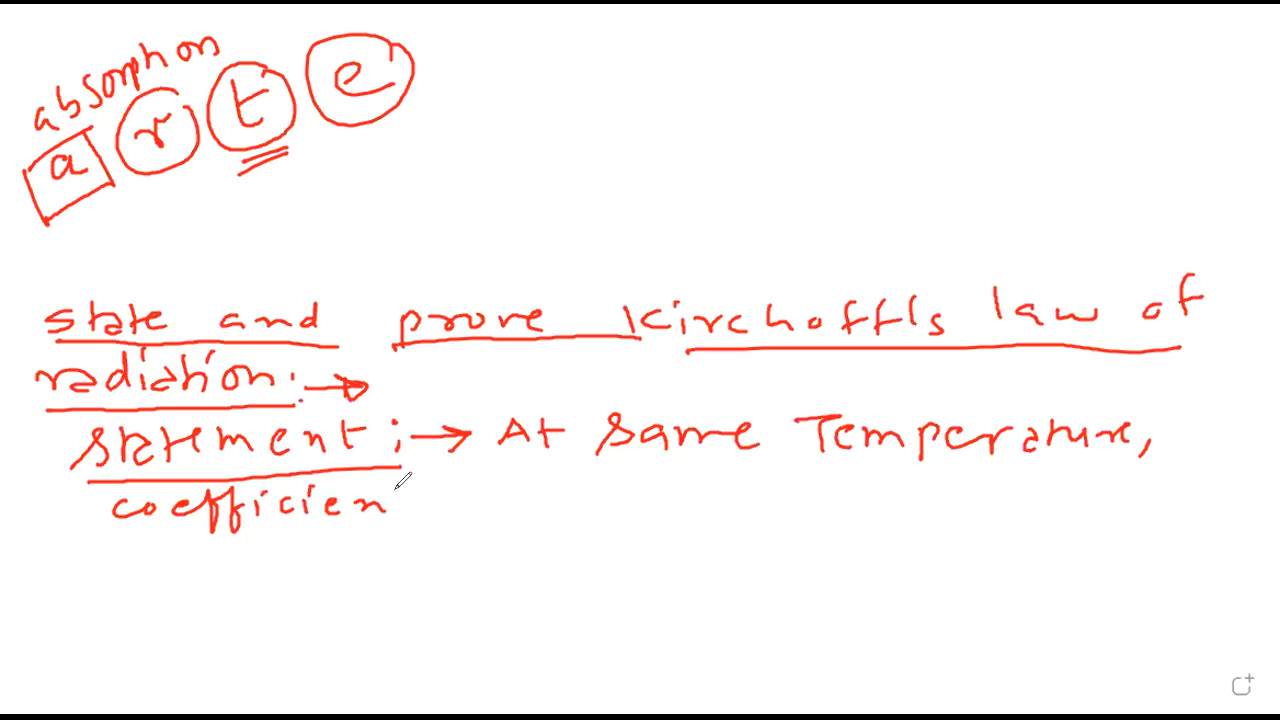 absorption
a r t e
state and prove Kirchoff's law of
radiation :→
statement ;→ At same Temperature,
coefficien